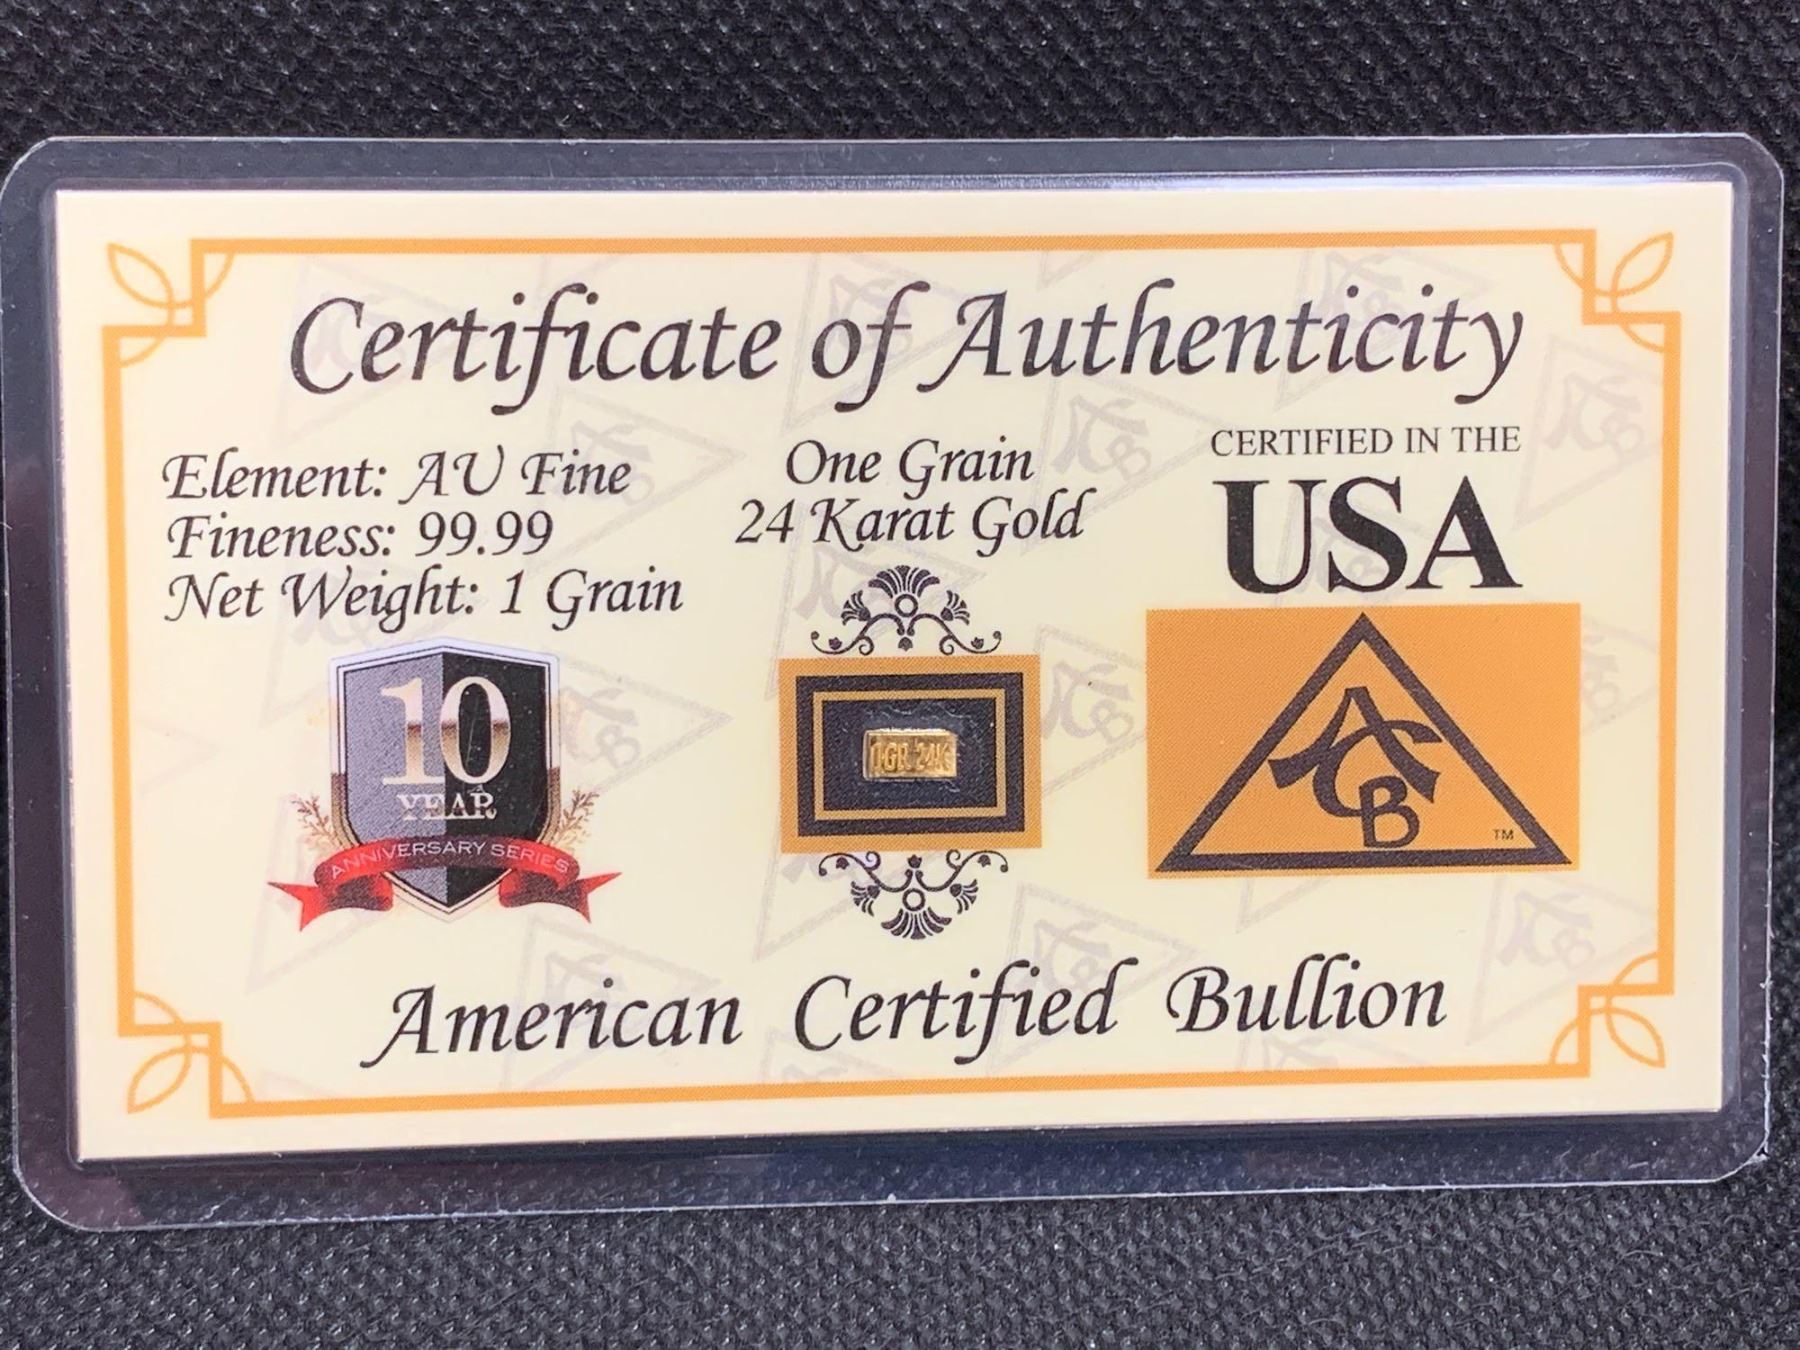 Certificate of Authenticity
Element: AU Fine
Fineness: 99.99
Net Weight: 1 Grain
One Grain
24 Karat Gold
CERTIFIED IN THE
USA
10
YEAR
ANNIVERSARY SERIES
1GR 24K
ACB
TM
American Certified Bullion